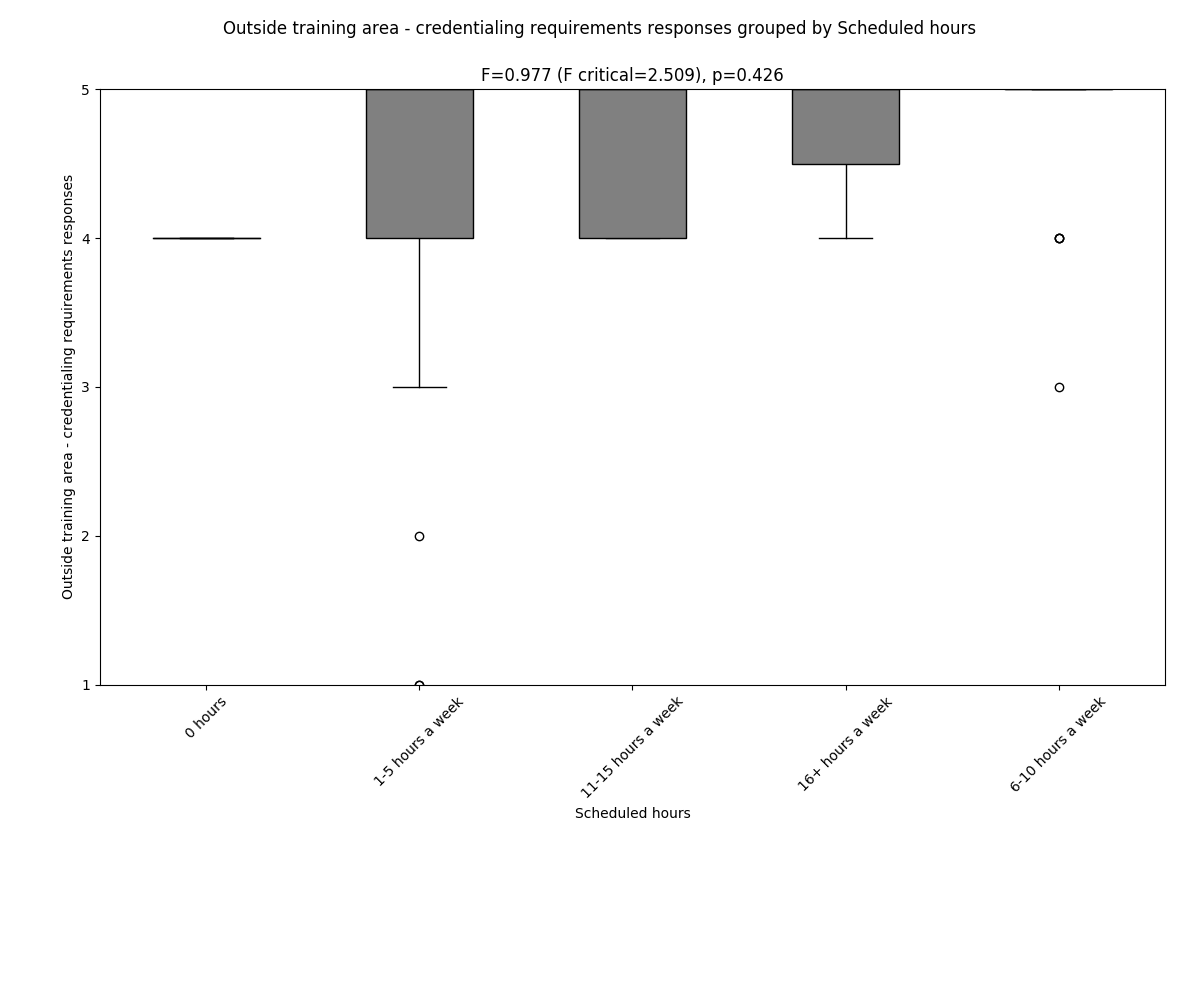 Outside training area - credentialing requirements responses grouped by Scheduled hours
F=0.977 (F critical=2.509), p=0.426
Outside training area - credentialing requirements responses
5
4
3
2
1
0 hours
1-5 hours a week
11-15 hours a week
16+ hours a week
6-10 hours a week
Scheduled hours